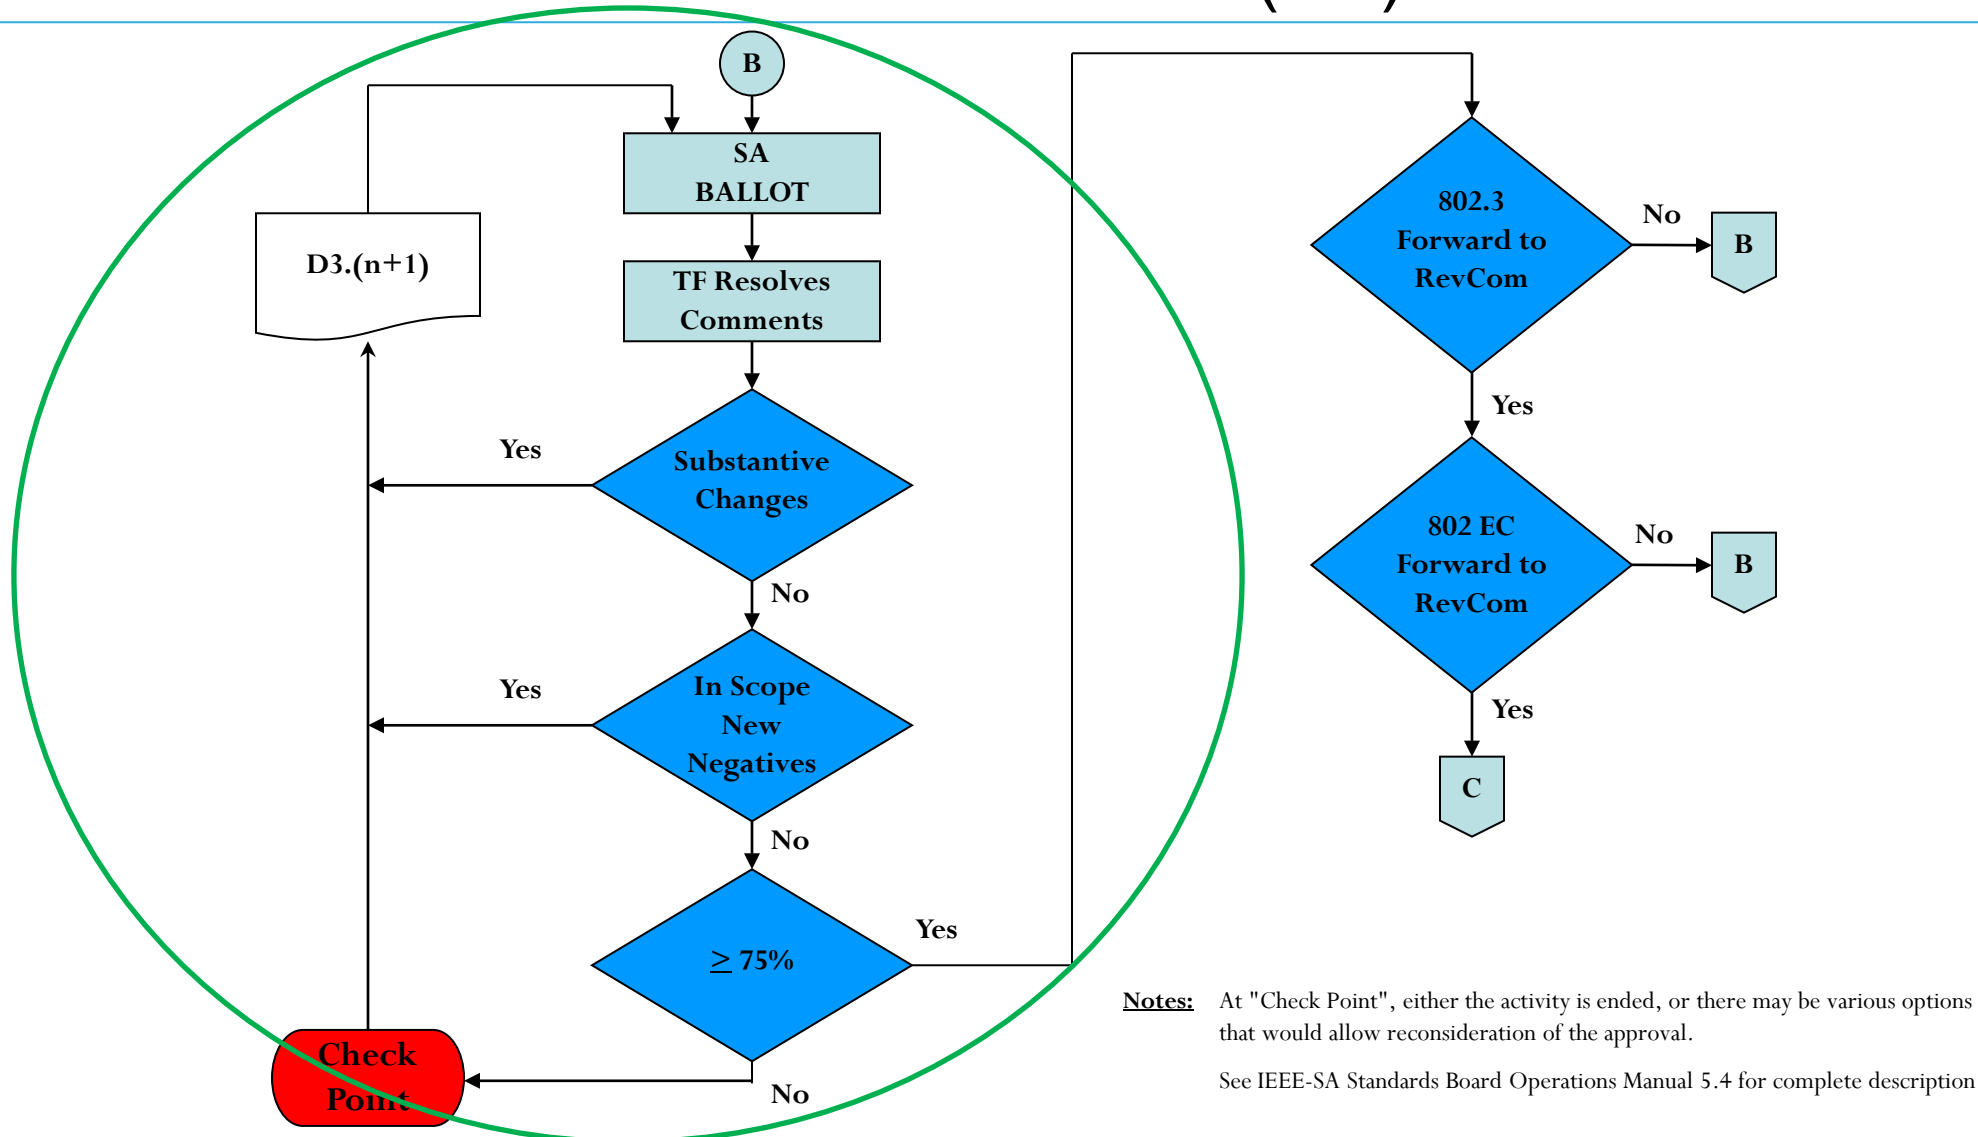 B
SA
BALLOT
D3.(n+1)
TF Resolves
Comments
Yes
Substantive
Changes
No
Yes
In Scope
New
Negatives
No
Yes
≥ 75%
No
Check
Point
802.3
Forward to
RevCom
No
B
Yes
802 EC
Forward to
RevCom
No
B
Yes
C
Notes: At "Check Point", either the activity is ended, or there may be various options
that would allow reconsideration of the approval.
See IEEE-SA Standards Board Operations Manual 5.4 for complete description